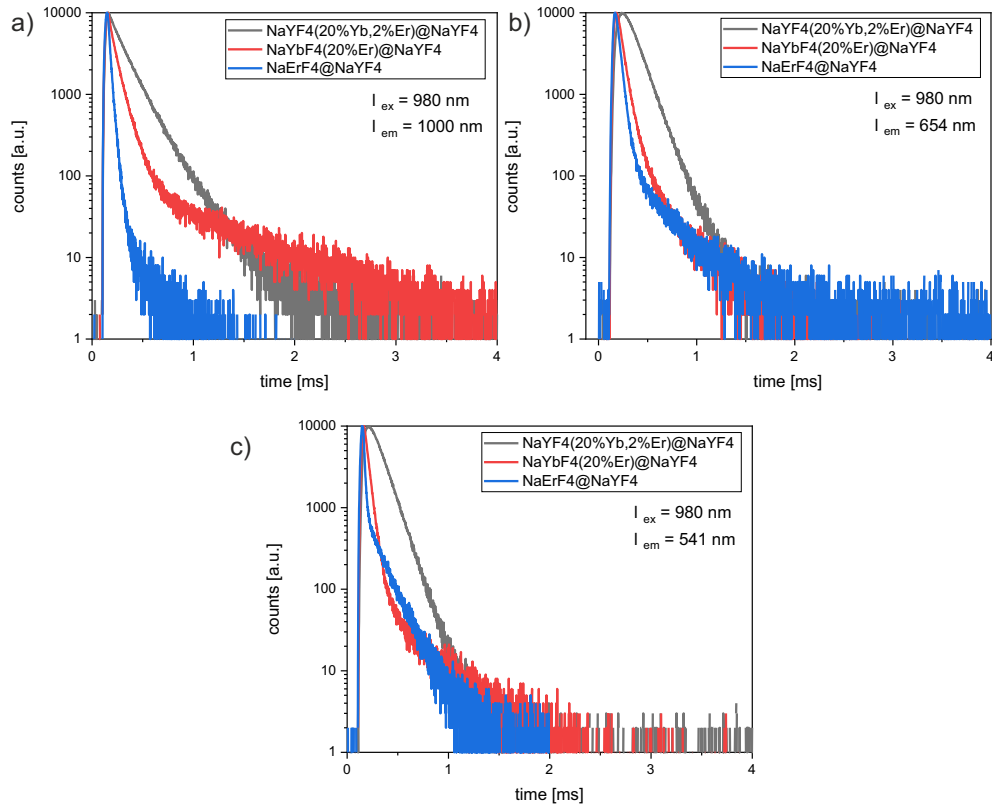 a)
10000
1000
100
10
1
counts [a.u.]
NaYF4(20%Yb,2%Er)@NaYF4
NaYbF4(20%Er)@NaYF4
NaErF4@NaYF4
l ex = 980 nm
l em = 1000 nm
0 1 2 3 4
time [ms]
b)
10000
1000
100
10
1
counts [a.u.]
NaYF4(20%Yb,2%Er)@NaYF4
NaYbF4(20%Er)@NaYF4
NaErF4@NaYF4
l ex = 980 nm
l em = 654 nm
0 1 2 3 4
time [ms]
c)
10000
1000
100
10
1
counts [a.u.]
NaYF4(20%Yb,2%Er)@NaYF4
NaYbF4(20%Er)@NaYF4
NaErF4@NaYF4
l ex = 980 nm
l em = 541 nm
0 1 2 3 4
time [ms]